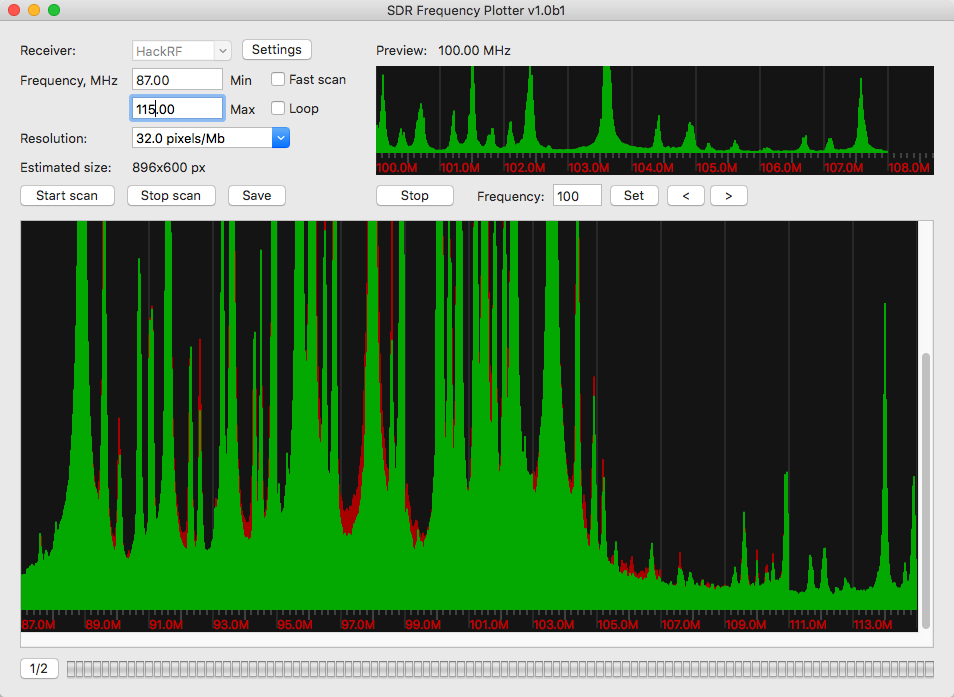 SDR Frequency Plotter v1.0b1
Receiver: HackRF Settings
Preview: 100.00 MHz
Frequency, MHz 87.00 Min Fast scan
115.00 Max Loop
Resolution: 32.0 pixels/Mb
Estimated size: 896x600 px
100.0M 101.0M 102.0M 103.0M 104.0M 105.0M 106.0M 107.0M 108.0M
Start scan Stop scan Save
Stop Frequency: 100 Set < >
87.0M 89.0M 91.0M 93.0M 95.0M 97.0M 99.0M 101.0M 103.0M 105.0M 107.0M 109.0M 111.0M 113.0M
1/2